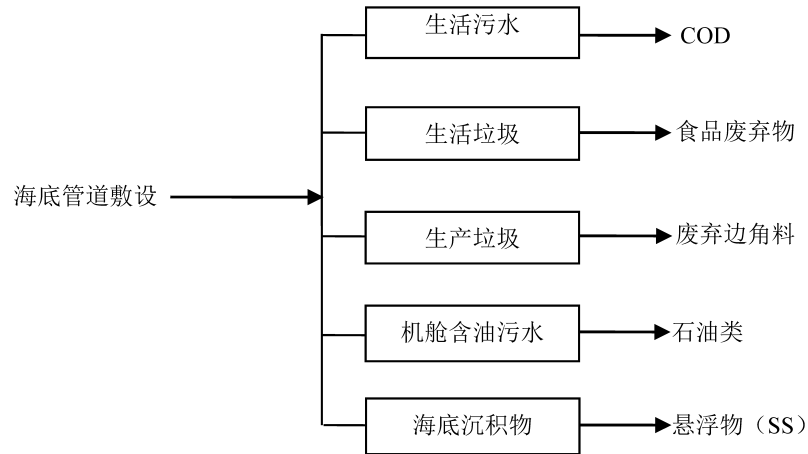 生活污水
COD
生活垃圾
食品废弃物
海底管道敷设
生产垃圾
废弃边角料
机舱含油污水
石油类
海底沉积物
悬浮物（SS）